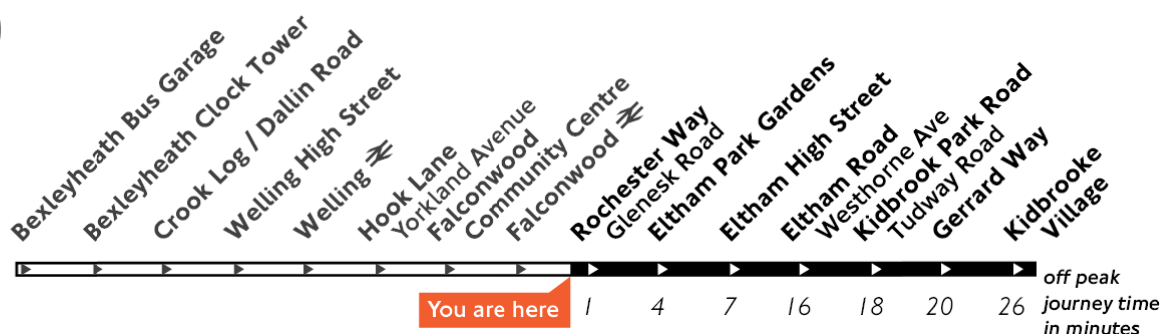 Bexleyheath Bus Garage
Bexleyheath Clock Tower
Crook Log / Dallin Road
Welling High Street
Welling
Hook Lane
Yorkland Avenue
Falconwood
Community Centre
Falconwood
Rochester Way
Glenesk Road
Eltham Park Gardens
Eltham High Street
Eltham Road
Westhorne Ave
Kidbrook Park Road
Tudway Road
Gerrard Way
Kidbrooke
Village
You are here
1 4 7 16 18 20 26
off peak
journey time
in minutes